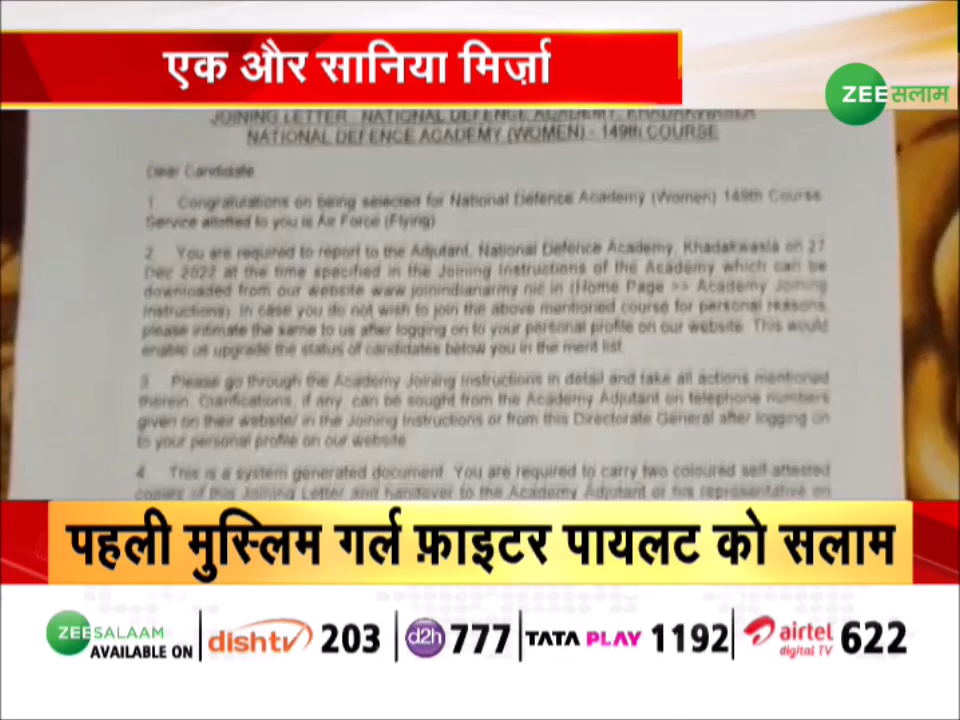 एक और सानिया मिर्ज़ा
ZEE सलाम
JOINING LETTER NATIONAL DEFENCE ACADEMY, KHADAKWASLA
NATIONAL DEFENCE ACADEMY (WOMEN) - 149th COURSE
Dear Candidate
1 Congratulations on being selected for National Defence Academy (Women) 149th Course.
Service allotted to you is Air Force (Flying)
2 You are required to report to the Adjutant, National Defence Academy, Khadakwasla on 27
Dec 2022 at the time specified in the Joining Instructions of the Academy which can be
downloaded from our website www.joinindianarmy.nic.in (Home Page >> Academy Joining
Instructions). In case you do not wish to join the above mentioned course for personal reasons,
please intimate the same to us after logging on to your personal profile on our website. This would
enable us upgrade the status of candidates below you in the merit list.
3 Please go through the Academy Joining Instructions in detail and take all actions mentioned
therein. Clarifications, if any can be sought from the Academy Adjutant on telephone numbers
given on their website/ in the Joining Instructions or from this Directorate General after logging on
to your personal profile on our website
4 This is a system generated document. You are required to carry two coloured self-attested
copies of this Joining Letter and handover to the Academy Adjutant or his representative on
पहली मुस्लिम गर्ल फ़ाइटर पायलट को सलाम
ZEE SALAAM AVAILABLE ON dishtv 203 d2h 777 TATA PLAY 1192 airtel digital TV 622